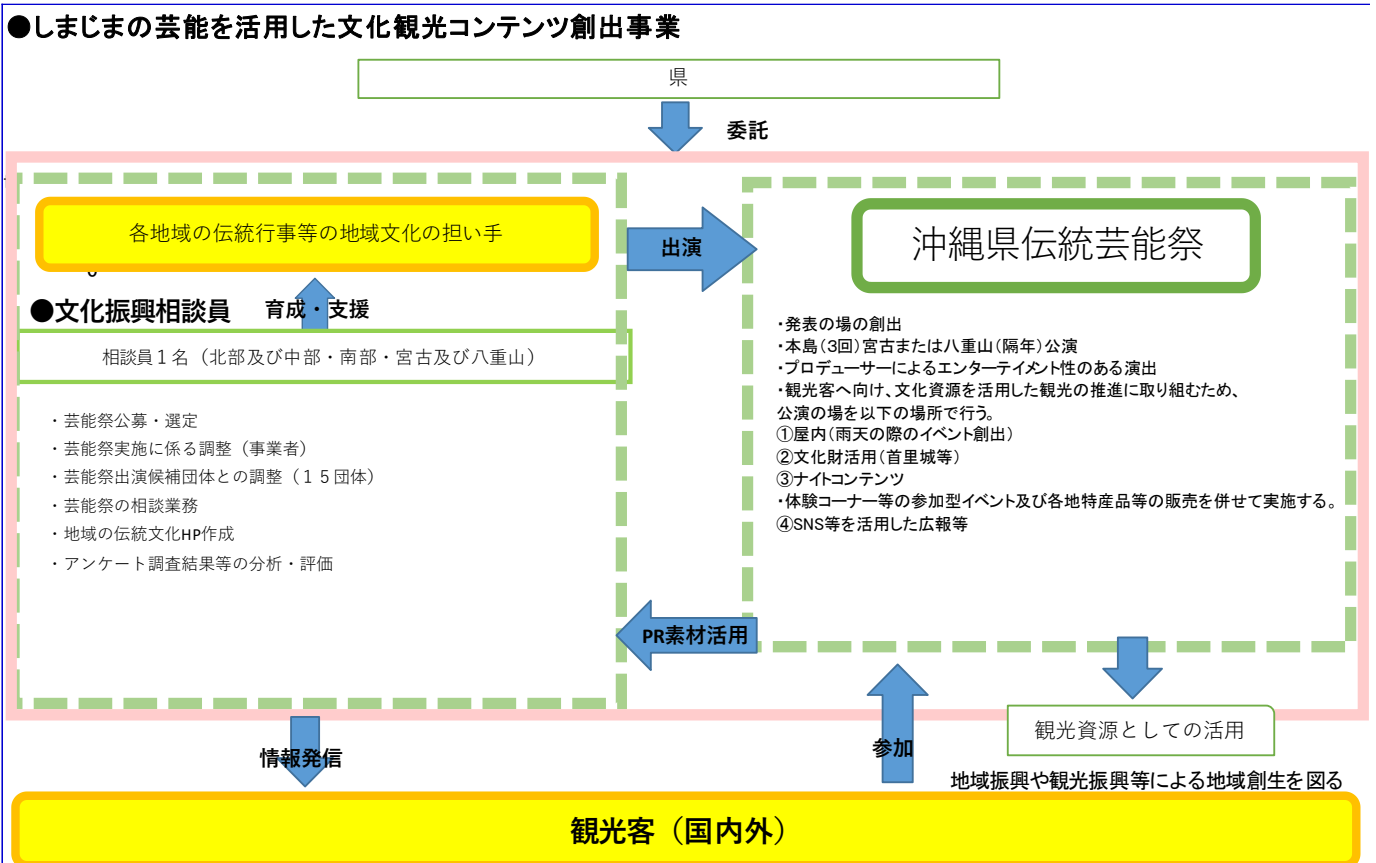 ●しまじまの芸能を活用した文化観光コンテンツ創出事業
県
委託
各地域の伝統行事等の地域文化の担い手
出演
沖縄県伝統芸能祭
●文化振興相談員
育成・支援
相談員１名（北部及び中部・南部・宮古及び八重山）
・芸能祭公募・選定
・芸能祭実施に係る調整（事業者）
・芸能祭出演候補団体との調整（１５団体）
・芸能祭の相談業務
・地域の伝統文化HP作成
・アンケート調査結果等の分析・評価
・発表の場の創出
・本島(3回)宮古または八重山(隔年)公演
・プロデューサーによるエンターテイメント性のある演出
・観光客へ向け、文化資源を活用した観光の推進に取り組むため、
公演の場を以下の場所で行う。
①屋内(雨天の際のイベント創出)
②文化財活用(首里城等)
③ナイトコンテンツ
・体験コーナー等の参加型イベント及び各地特産品等の販売を併せて実施する。
④SNS等を活用した広報等
PR素材活用
情報発信
参加
観光資源としての活用
地域振興や観光振興等による地域創生を図る
観光客（国内外）